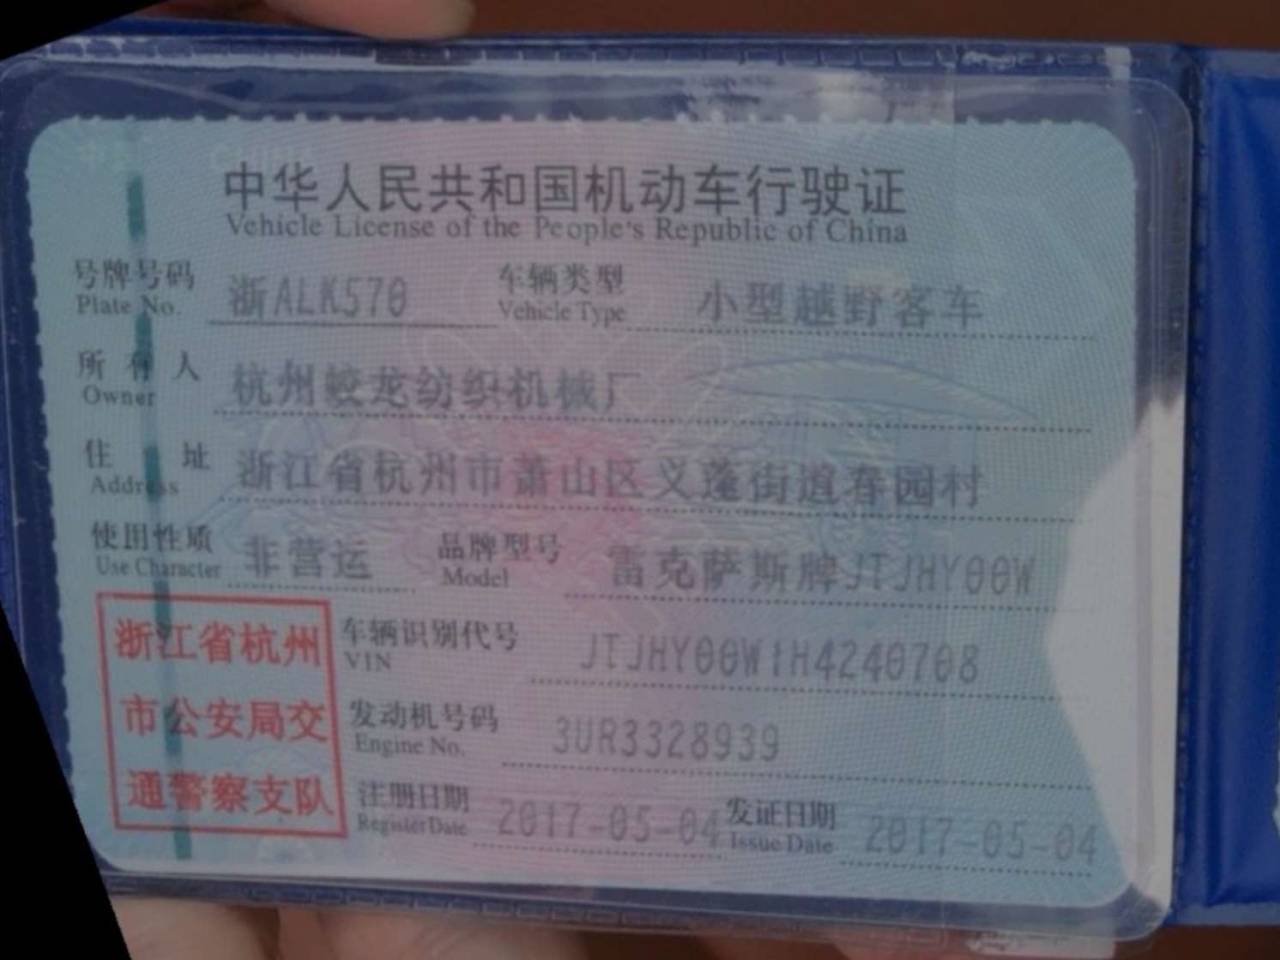 中华人民共和国机动车行驶证
Vehicle License of the People's Republic of China
号牌号码 浙ALK570 车辆类型 小型越野客车
Plate No. Vehicle Type
所有人 杭州蛟龙纺织机械厂
Owner
住址 浙江省杭州市萧山区义蓬街道春园村
Address
使用性质 非营运 品牌型号 雷克萨斯牌JTJHY00W
Use Character Model
浙江省杭州
市公安局交
通警察支队
车辆识别代号 JTJHY00W1H4240708
VIN
发动机号码 3UR3328939
Engine No.
注册日期 2017-05-04 发证日期 2017-05-04
Register Date Issue Date